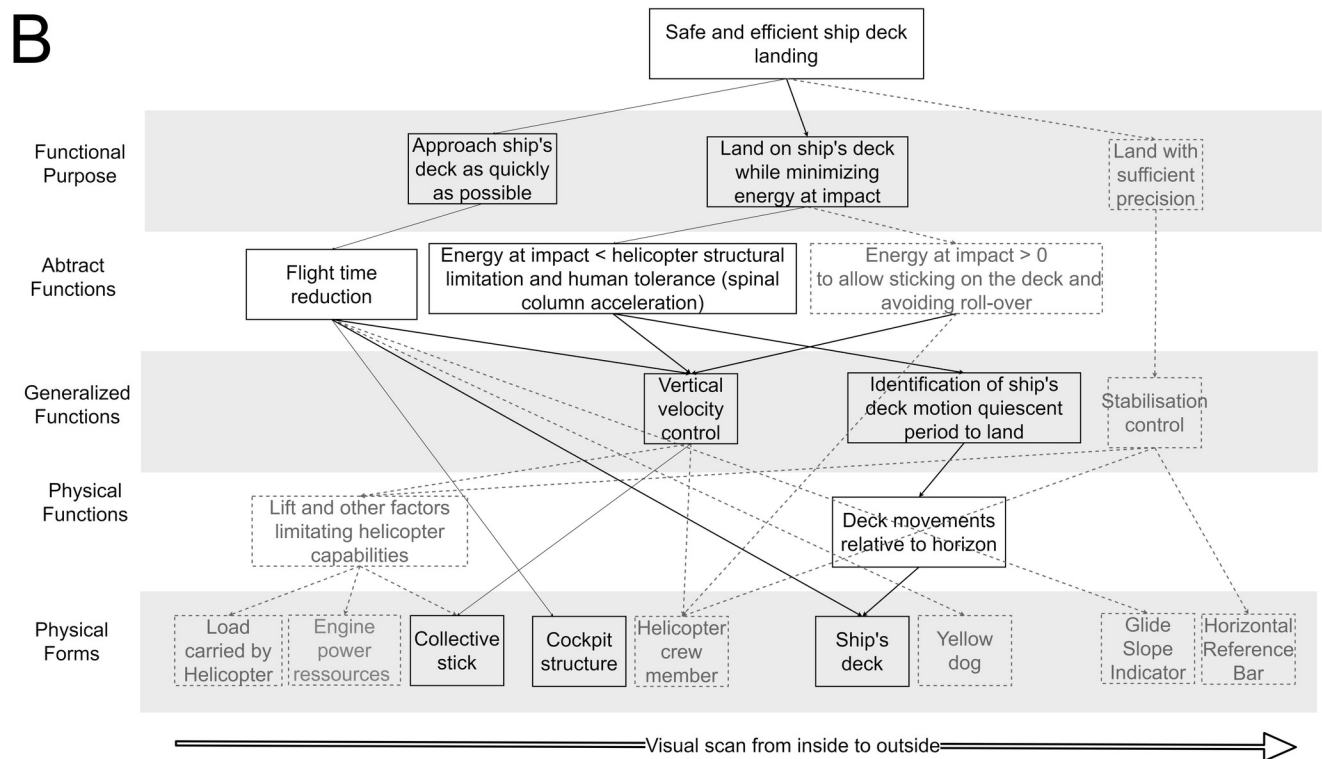 B
Safe and efficient ship deck
landing
Functional
Purpose
Approach ship's
deck as quickly
as possible
Land on ship's deck
while minimizing
energy at impact
Land with
sufficient
precision
Abtract
Functions
Flight time
reduction
Energy at impact < helicopter structural
limitation and human tolerance (spinal
column acceleration)
Energy at impact > 0
to allow sticking on the deck and
avoiding roll-over
Generalized
Functions
Vertical
velocity
control
Identification of ship's
deck motion quiescent
period to land
Stabilisation
control
Physical
Functions
Lift and other factors
limitating helicopter
capabilities
Deck movements
relative to horizon
Physical
Forms
Load
carried by
Helicopter
Engine
power
ressources
Collective
stick
Cockpit
structure
Helicopter
crew
member
Ship's
deck
Yellow
dog
Glide
Slope
Indicator
Horizontal
Reference
Bar
Visual scan from inside to outside